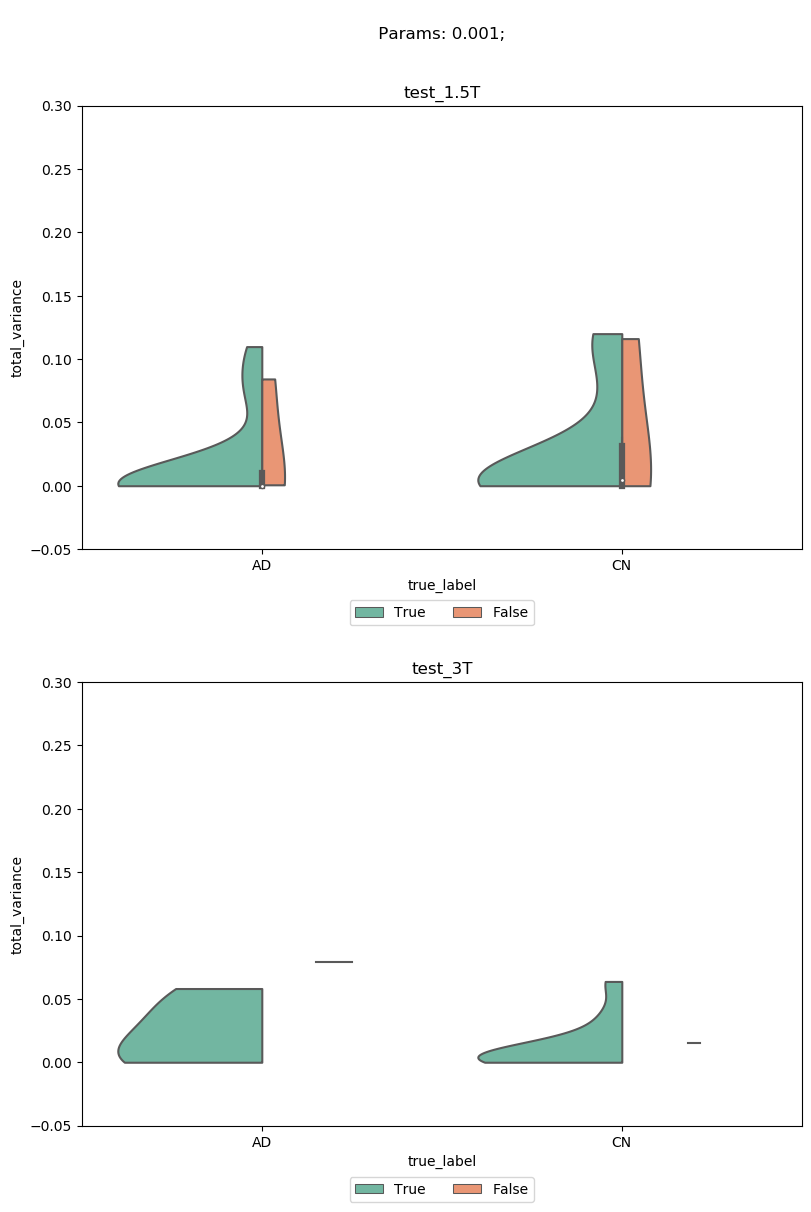 Params: 0.001;
test_1.5T
0.30
0.25
0.20
0.15
0.10
0.05
0.00
−0.05
total_variance
AD CN
true_label
True False
test_3T
0.30
0.25
0.20
0.15
0.10
0.05
0.00
−0.05
total_variance
AD CN
true_label
True False